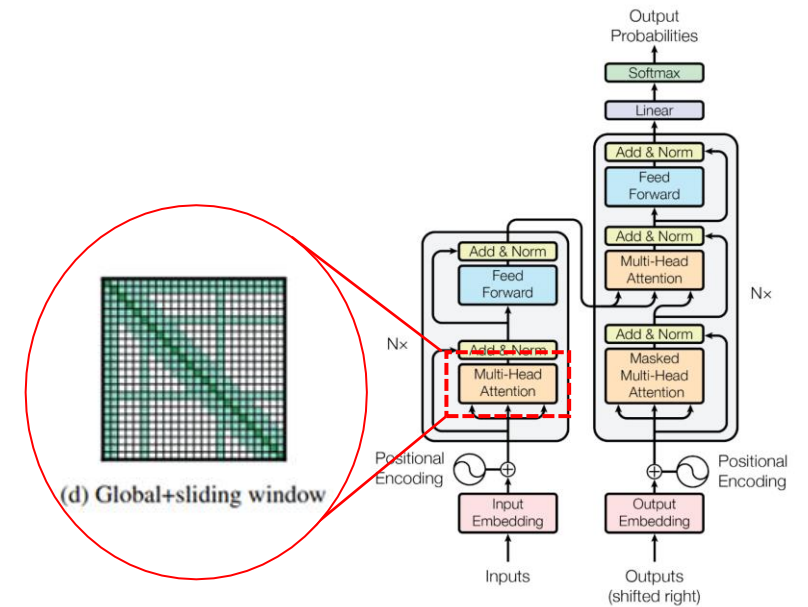 Output
Probabilities
Softmax
Linear
Add & Norm
Feed
Forward
Add & Norm
Multi-Head
Attention
Add & Norm
Masked
Multi-Head
Attention
N×
Positional
Encoding
Output
Embedding
Outputs
(shifted right)
Add & Norm
Feed
Forward
N×
Add & Norm
Multi-Head
Attention
Positional
Encoding
Input
Embedding
Inputs
(d) Global+sliding window